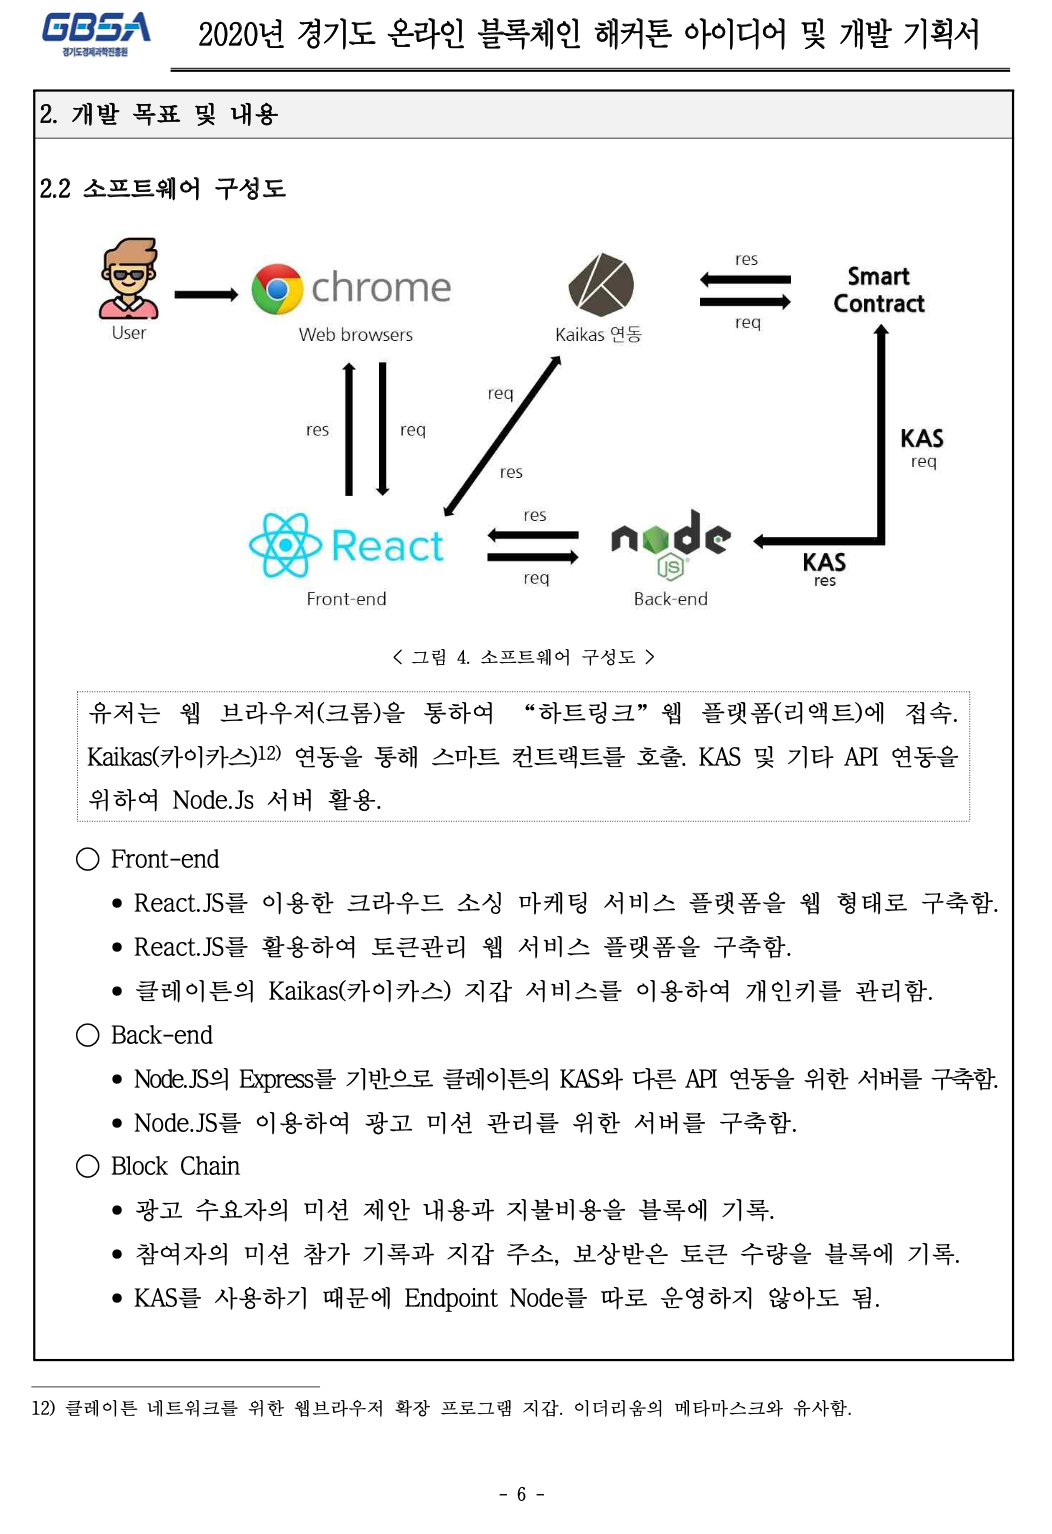 GBSA
경기도경제과학진흥원
2020년 경기도 온라인 블록체인 해커톤 아이디어 및 개발 기획서
2. 개발 목표 및 내용
2.2 소프트웨어 구성도
User
chrome
Web browsers
Kaikas 연동
res
req
Smart
Contract
res
req
req
res
KAS
req
React
Front-end
res
req
node
JS
Back-end
KAS
res
< 그림 4. 소프트웨어 구성도 >
유저는 웹 브라우저(크롬)을 통하여 “하트링크” 웹 플랫폼(리액트)에 접속.
Kaikas(카이카스)12) 연동을 통해 스마트 컨트랙트를 호출. KAS 및 기타 API 연동을
위하여 Node.Js 서버 활용.
○ Front-end
• React.JS를 이용한 크라우드 소싱 마케팅 서비스 플랫폼을 웹 형태로 구축함.
• React.JS를 활용하여 토큰관리 웹 서비스 플랫폼을 구축함.
• 클레이튼의 Kaikas(카이카스) 지갑 서비스를 이용하여 개인키를 관리함.
○ Back-end
• Node.JS의 Express를 기반으로 클레이튼의 KAS와 다른 API 연동을 위한 서버를 구축함.
• Node.JS를 이용하여 광고 미션 관리를 위한 서버를 구축함.
○ Block Chain
• 광고 수요자의 미션 제안 내용과 지불비용을 블록에 기록.
• 참여자의 미션 참가 기록과 지갑 주소, 보상받은 토큰 수량을 블록에 기록.
• KAS를 사용하기 때문에 Endpoint Node를 따로 운영하지 않아도 됨.
12) 클레이튼 네트워크를 위한 웹브라우저 확장 프로그램 지갑. 이더리움의 메타마스크와 유사함.
- 6 -